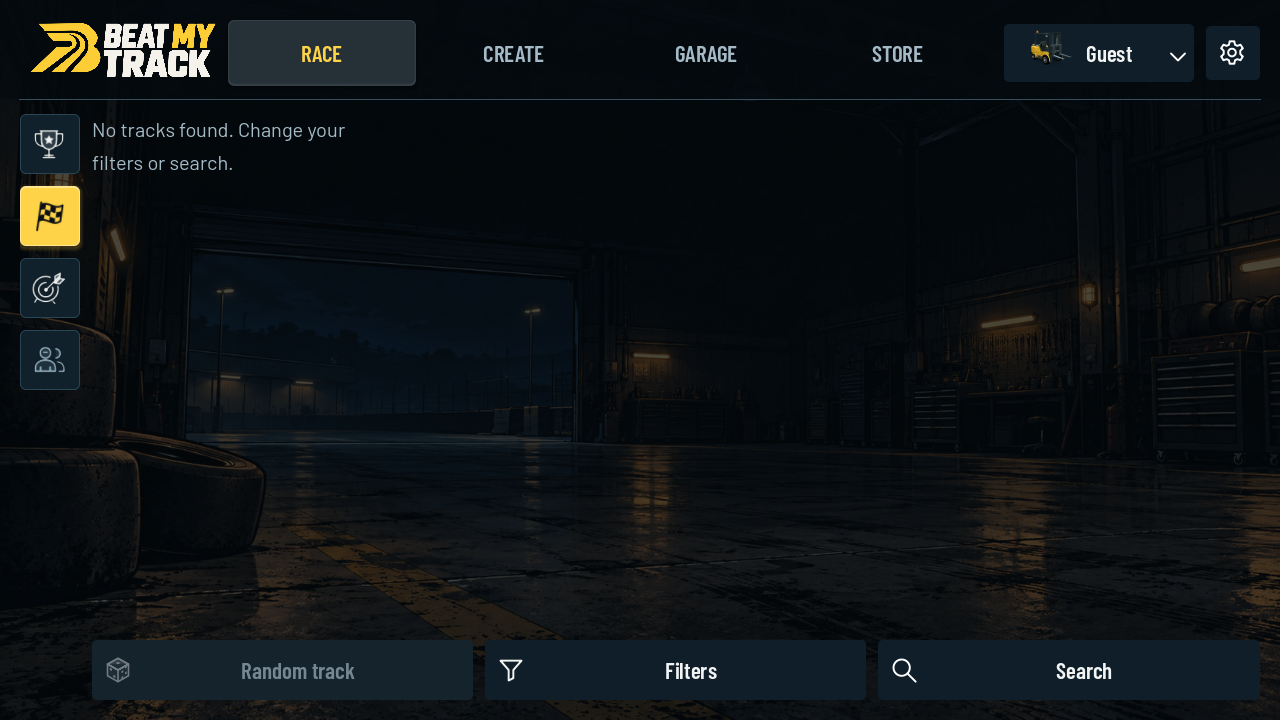 BEAT MY
TRACK
RACE
CREATE
GARAGE
STORE
Guest
No tracks found. Change your
filters or search.
Random track
Filters
Search